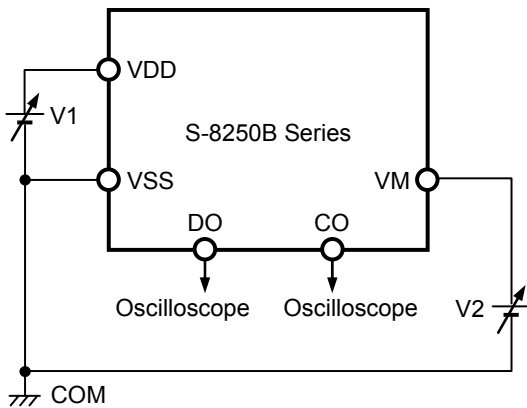 VDD
V1
S-8250B Series
VSS
VM
DO
CO
Oscilloscope
Oscilloscope
V2
COM